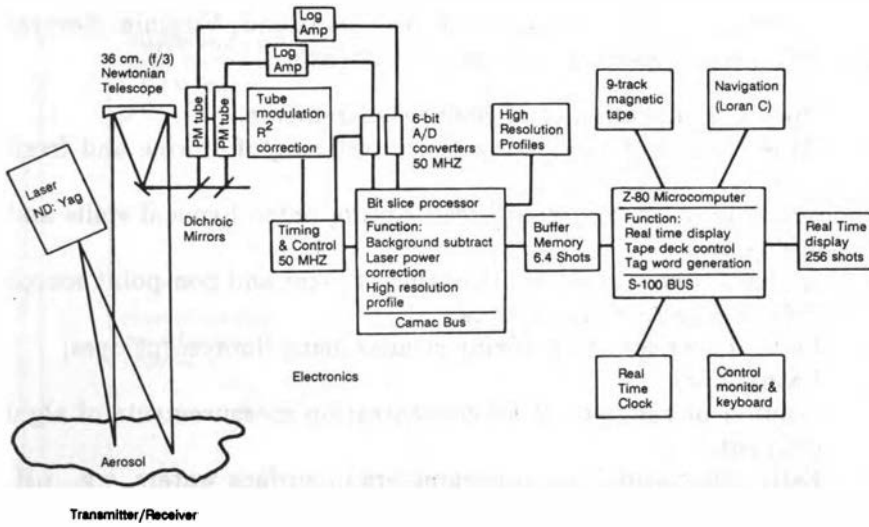 Log
Amp
Log
Amp
36 cm. (f/3)
Newtonian
Telescope
PM tube
PM tube
Tube
modulation
R2
correction
6-bit
A/D
converters
50 MHZ
High
Resolution
Profiles
9-track
magnetic
tape
Navigation
(Loran C)
Laser
ND: Yag
Dichroic
Mirrors
Timing
& Control
50 MHZ
Bit slice processor
Function:
Background subtract
Laser power
correction
High resolution
profile
Camac Bus
Buffer
Memory
6.4 Shots
Z-80 Microcomputer
Function:
Real time display
Tape deck control
Tag word generation
S-100 BUS
Real Time
display
256 shots
Electronics
Real
Time
Clock
Control
monitor &
keyboard
Aerosol
Transmitter/Receiver